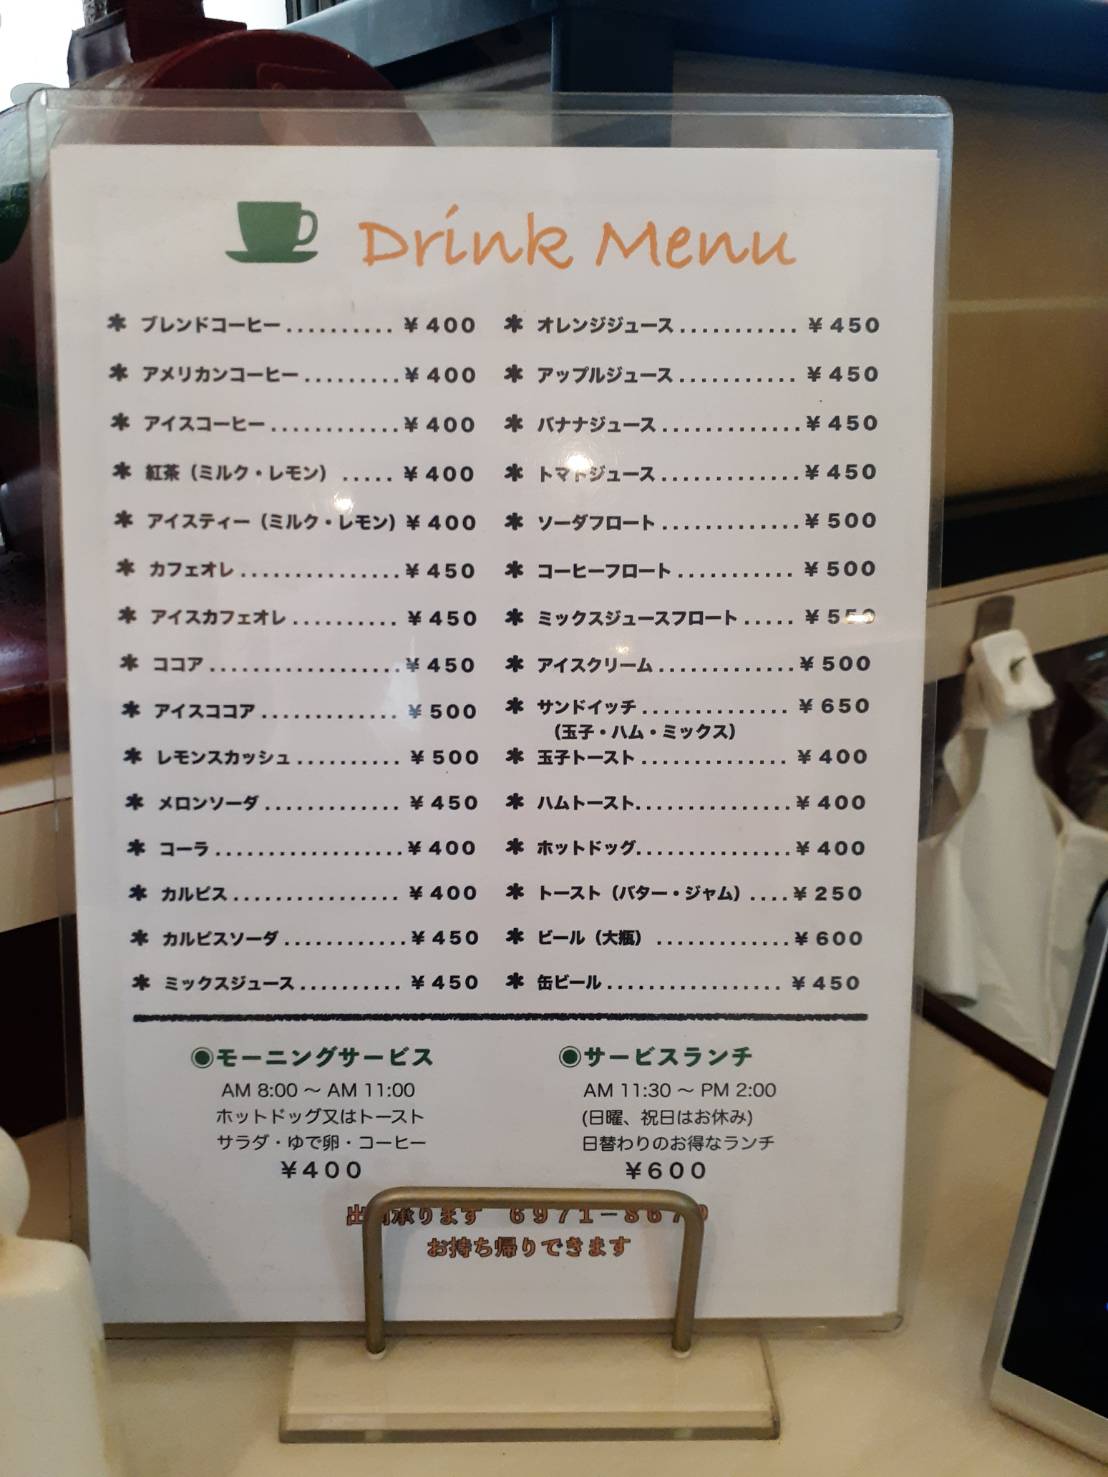 Drink Menu
* ブレンドコーヒー.......... ¥400
* アメリカンコーヒー.........¥400
* アイスコーヒー............¥400
* 紅茶（ミルク・レモン） ..... ¥400
* アイスティー（ミルク・レモン）¥400
* カフェオレ...............¥450
* アイスカフェオレ.......... ¥450
* ココア..................¥450
* アイスココア............. ¥500
* レモンスカッシュ.......... ¥500
* メロンソーダ............. ¥450
* コーラ..................¥400
* カルピス................ ¥400
* カルピスソーダ............¥450
* ミックスジュース.......... ¥450
* オレンジジュース........... ¥450
* アップルジュース........... ¥450
* バナナジュース.............¥450
* トマトジュース.............¥450
* ソーダフロート.............¥500
* コーヒーフロート........... ¥500
* ミックスジュースフロート.....
* アイスクリーム.............¥500
* サンドイッチ.............. ¥650
（玉子・ハム・ミックス）
* 玉子トースト.............. ¥400
* ハムトースト...............¥400
* ホットドッグ...............¥400
* トースト（バター・ジャム）....¥250
* ビール（大瓶） .............¥600
* 缶ビール................. ¥450
◉モーニングサービス
AM 8:00 ～ AM 11:00
ホットドッグ又はトースト
サラダ・ゆで卵・コーヒー
¥400
◉サービスランチ
AM 11:30 ～ PM 2:00
(日曜、祝日はお休み)
日替わりのお得なランチ
¥600
承ります
お持ち帰りできます